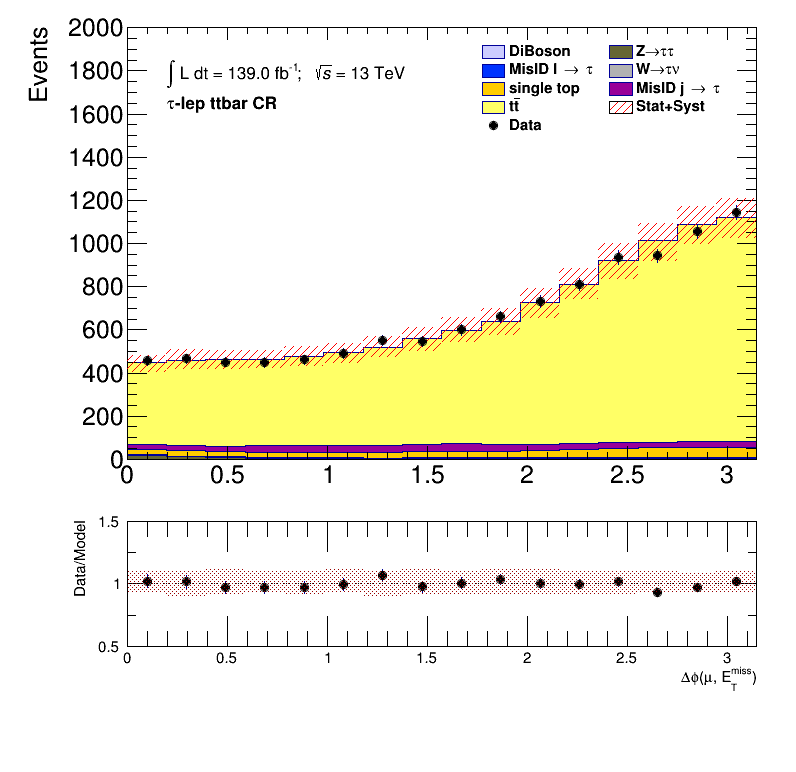 Events
2000
1800
1600
1400
1200
1000
800
600
400
200
0
∫ L dt = 139.0 fb⁻¹; √s = 13 TeV
τ-lep ttbar CR
DiBoson
MisID l → τ
single top
tt̄
Data
Z→ττ
W→τν
MisID j → τ
Stat+Syst
0 0.5 1 1.5 2 2.5 3
Data/Model
1.5
1
0.5
0 0.5 1 1.5 2 2.5 3
Δϕ(μ, E_T^miss)